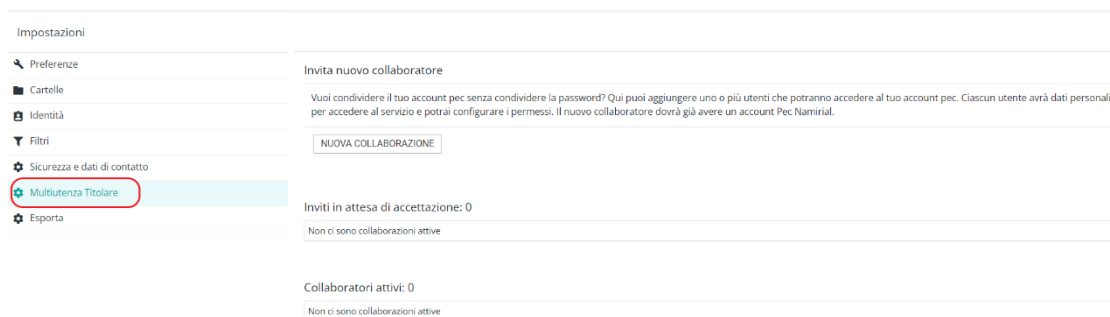 Impostazioni
Preferenze
Cartelle
Identità
Filtri
Sicurezza e dati di contatto
Multiutenza Titolare
Esporta
Invita nuovo collaboratore
Vuoi condividere il tuo account pec senza condividere la password? Qui puoi aggiungere uno o più utenti che potranno accedere al tuo account pec. Ciascun utente avrà dati personali
per accedere al servizio e potrai configurare i permessi. Il nuovo collaboratore dovrà già avere un account Pec Namirial.
NUOVA COLLABORAZIONE
Inviti in attesa di accettazione: 0
Non ci sono collaborazioni attive
Collaboratori attivi: 0
Non ci sono collaborazioni attive